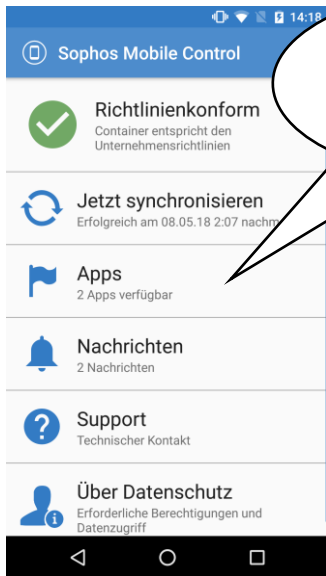 14:18
Sophos Mobile Control
Richtlinienkonform
Container entspricht den
Unternehmensrichtlinien
Jetzt synchronisieren
Erfolgreich am 08.05.18 2:07 nachm
Apps
2 Apps verfügbar
Nachrichten
2 Nachrichten
Support
Technischer Kontakt
Über Datenschutz
Erforderliche Berechtigungen und
Datenzugriff